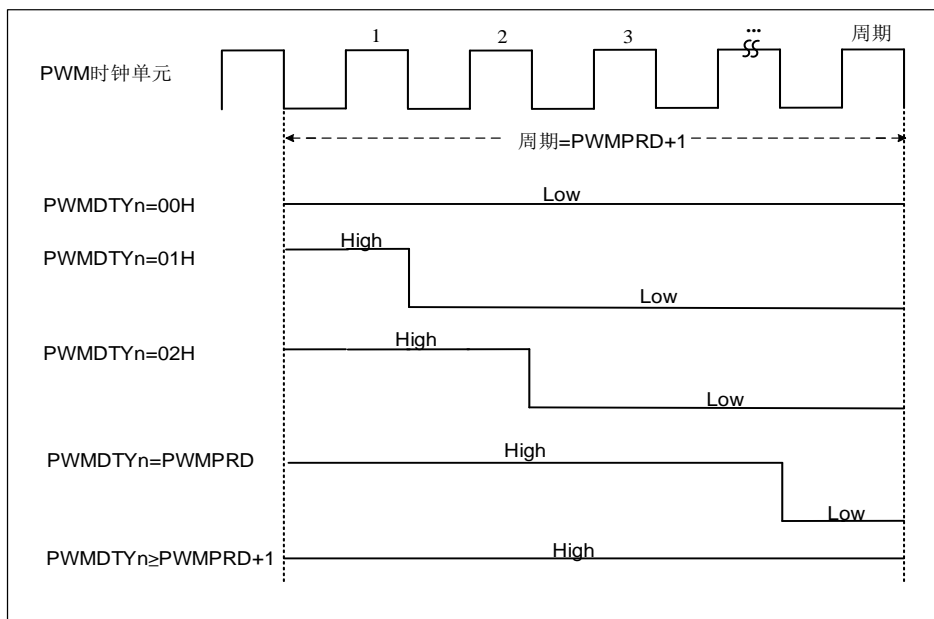 1 2 3 ... 周期
PWM时钟单元
周期=PWMPRD+1
PWMDTYn=00H
Low
PWMDTYn=01H
High
Low
PWMDTYn=02H
High
Low
PWMDTYn=PWMPRD
High
Low
PWMDTYn≥PWMPRD+1
High